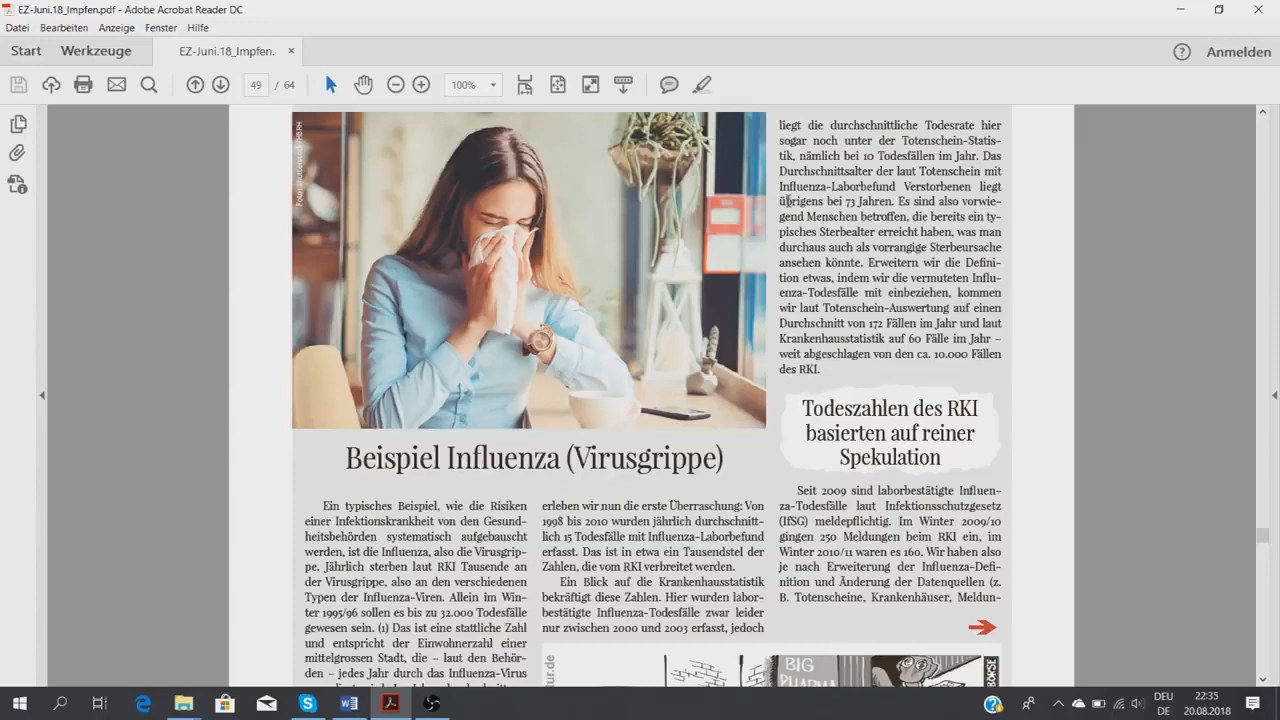 EZ-Juni.18_Impfen.pdf - Adobe Acrobat Reader DC
Datei Bearbeiten Anzeige Fenster Hilfe
Start Werkzeuge EZ-Juni.18_Impfen. × Anmelden
49 / 64 100%
Foto: shutterstock/HBRH
Beispiel Influenza (Virusgrippe)
Ein typisches Beispiel, wie die Risiken
einer Infektionskrankheit von den Gesund-
heitsbehörden systematisch aufgebauscht
werden, ist die Influenza, also die Virusgrip-
pe. Jährlich sterben laut RKI Tausende an
der Virusgrippe, also an den verschiedenen
Typen der Influenza-Viren. Allein im Win-
ter 1995/96 sollen es bis zu 32.000 Todesfälle
gewesen sein. (1) Das ist eine stattliche Zahl
und entspricht der Einwohnerzahl einer
mittelgrossen Stadt, die – laut den Behör-
den – jedes Jahr durch das Influenza-Virus
erleben wir nun die erste Überraschung: Von
1998 bis 2010 wurden jährlich durchschnitt-
lich 15 Todesfälle mit Influenza-Laborbefund
erfasst. Das ist in etwa ein Tausendstel der
Zahlen, die vom RKI verbreitet werden.
Ein Blick auf die Krankenhausstatistik
bekräftigt diese Zahlen. Hier wurden labor-
bestätigte Influenza-Todesfälle zwar leider
nur zwischen 2000 und 2003 erfasst, jedoch
liegt die durchschnittliche Todesrate hier
sogar noch unter der Totenschein-Statis-
tik, nämlich bei 10 Todesfällen im Jahr. Das
Durchschnittsalter der laut Totenschein mit
Influenza-Laborbefund Verstorbenen liegt
übrigens bei 73 Jahren. Es sind also vorwie-
gend Menschen betroffen, die bereits ein ty-
pisches Sterbealter erreicht haben, was man
durchaus auch als vorrangige Sterbeursache
ansehen könnte. Erweitern wir die Defini-
tion etwas, indem wir die vermuteten Influ-
enza-Todesfälle mit einbeziehen, kommen
wir laut Totenschein-Auswertung auf einen
Durchschnitt von 172 Fällen im Jahr und laut
Krankenhausstatistik auf 60 Fälle im Jahr –
weit abgeschlagen von den ca. 10.000 Fällen
des RKI.
Todeszahlen des RKI
basierten auf reiner
Spekulation
Seit 2009 sind laborbestätigte Influen-
za-Todesfälle laut Infektionsschutzgesetz
(IfSG) meldepflichtig. Im Winter 2009/10
gingen 250 Meldungen beim RKI ein, im
Winter 2010/11 waren es 160. Wir haben also
je nach Erweiterung der Influenza-Defi-
nition und Änderung der Datenquellen (z.
B. Totenscheine, Krankenhäuser, Meldun-
tur.de
BIG
PHARMA
BÖRSE
DEU
DE
22:35
20.08.2018